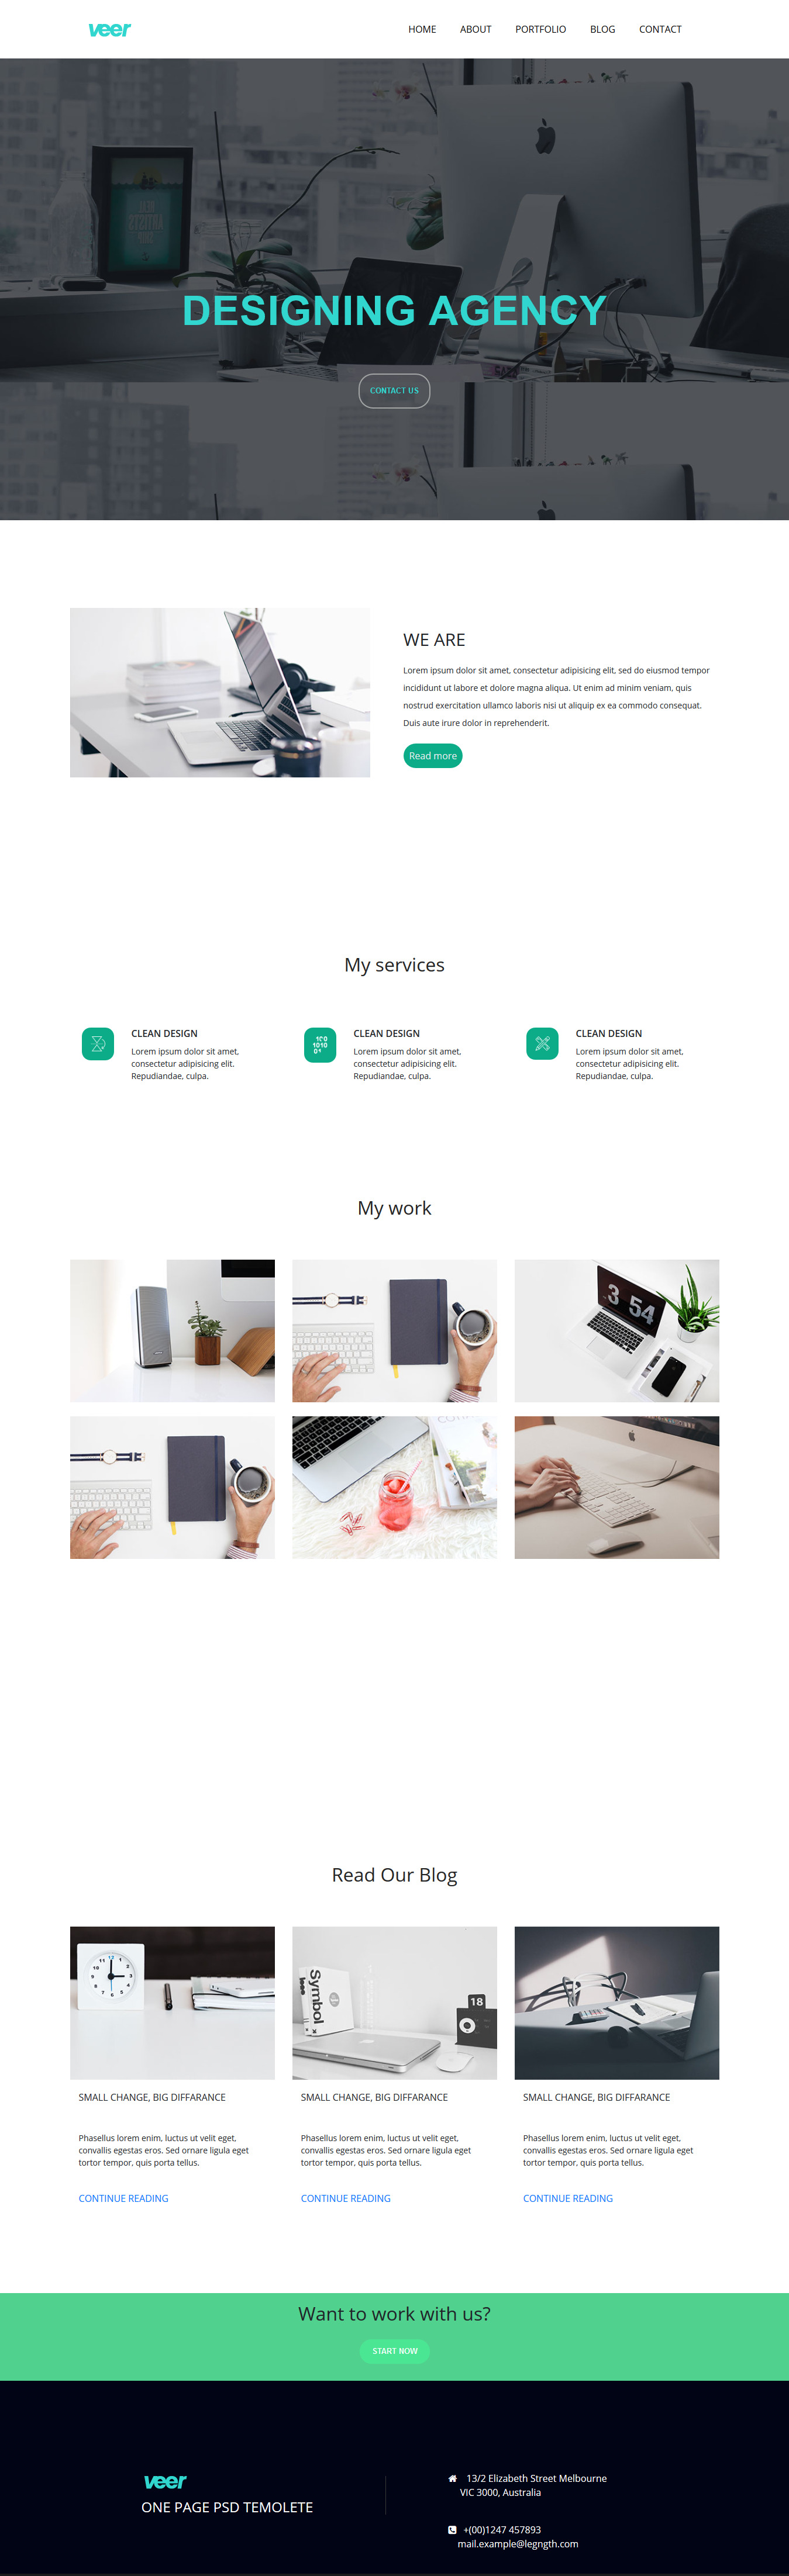 veer
HOME ABOUT PORTFOLIO BLOG CONTACT
DESIGNING AGENCY
CONTACT US
WE ARE
Lorem ipsum dolor sit amet, consectetur adipisicing elit, sed do eiusmod tempor
incididunt ut labore et dolore magna aliqua. Ut enim ad minim veniam, quis
nostrud exercitation ullamco laboris nisi ut aliquip ex ea commodo consequat.
Duis aute irure dolor in reprehenderit.
Read more
My services
CLEAN DESIGN
Lorem ipsum dolor sit amet,
consectetur adipisicing elit.
Repudiandae, culpa.
CLEAN DESIGN
Lorem ipsum dolor sit amet,
consectetur adipisicing elit.
Repudiandae, culpa.
CLEAN DESIGN
Lorem ipsum dolor sit amet,
consectetur adipisicing elit.
Repudiandae, culpa.
My work
3 54
Read Our Blog
Symbol
18
SMALL CHANGE, BIG DIFFARANCE
Phasellus lorem enim, luctus ut velit eget,
convallis egestas eros. Sed ornare ligula eget
tortor tempor, quis porta tellus.
CONTINUE READING
SMALL CHANGE, BIG DIFFARANCE
Phasellus lorem enim, luctus ut velit eget,
convallis egestas eros. Sed ornare ligula eget
tortor tempor, quis porta tellus.
CONTINUE READING
SMALL CHANGE, BIG DIFFARANCE
Phasellus lorem enim, luctus ut velit eget,
convallis egestas eros. Sed ornare ligula eget
tortor tempor, quis porta tellus.
CONTINUE READING
Want to work with us?
START NOW
veer
ONE PAGE PSD TEMOLETE
13/2 Elizabeth Street Melbourne
VIC 3000, Australia
+(00)1247 457893
mail.example@legngth.com